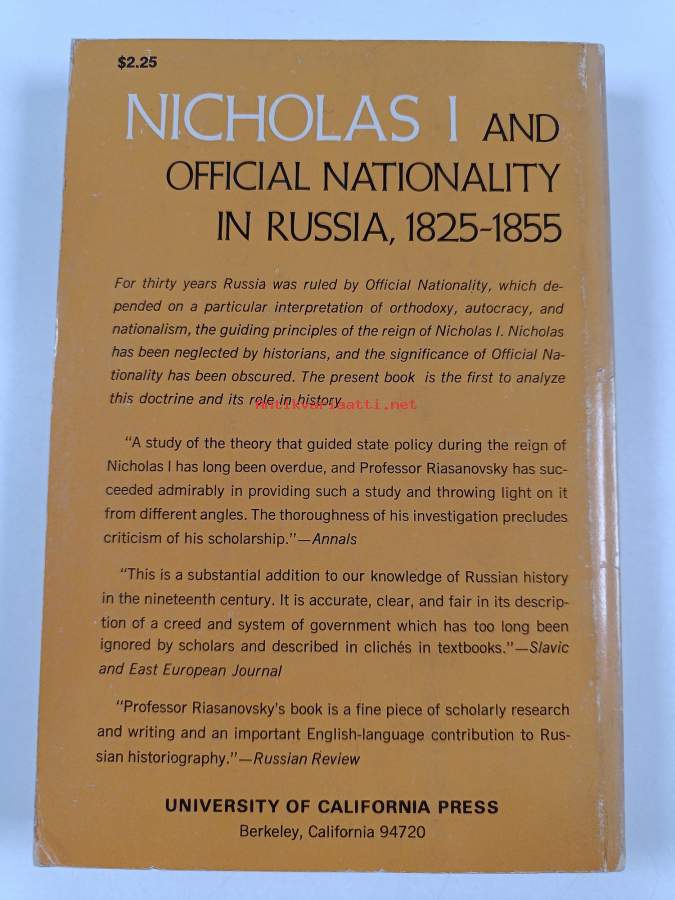 $2.25
NICHOLAS I AND
OFFICIAL NATIONALITY
IN RUSSIA, 1825-1855
For thirty years Russia was ruled by Official Nationality, which de-
pended on a particular interpretation of orthodoxy, autocracy, and
nationalism, the guiding principles of the reign of Nicholas I. Nicholas
has been neglected by historians, and the significance of Official Na-
tionality has been obscured. The present book is the first to analyze
this doctrine and its role in history.
antikvariaatti.net
"A study of the theory that guided state policy during the reign of
Nicholas I has long been overdue, and Professor Riasanovsky has suc-
ceeded admirably in providing such a study and throwing light on it
from different angles. The thoroughness of his investigation precludes
criticism of his scholarship."—Annals
"This is a substantial addition to our knowledge of Russian history
in the nineteenth century. It is accurate, clear, and fair in its descrip-
tion of a creed and system of government which has too long been
ignored by scholars and described in clichés in textbooks."—Slavic
and East European Journal
"Professor Riasanovsky's book is a fine piece of scholarly research
and writing and an important English-language contribution to Rus-
sian historiography."—Russian Review
UNIVERSITY OF CALIFORNIA PRESS
Berkeley, California 94720